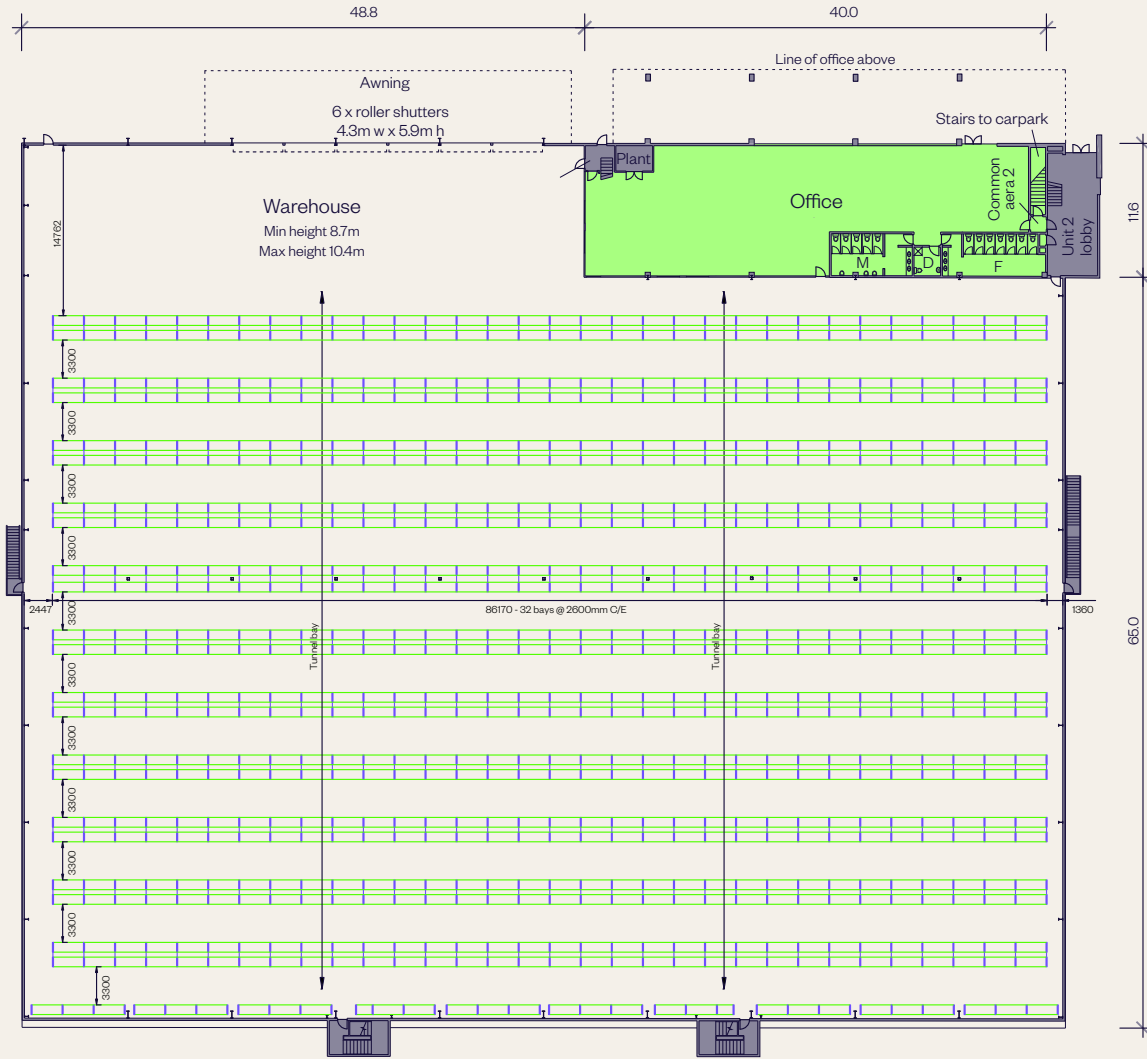 48.8
40.0
Line of office above
Awning
6 x roller shutters
4.3m w x 5.9m h
Stairs to carpark
Plant
Office
Common
aera 2
Unit 2
lobby
11.6
Warehouse
Min height 8.7m
Max height 10.4m
14762
M
D
F
3300
3300
3300
3300
2447
86170 - 32 bays @ 2600mm C/E
1360
3300
Tunnel bay
Tunnel bay
65.0
3300
3300
3300
3300
3300
3300